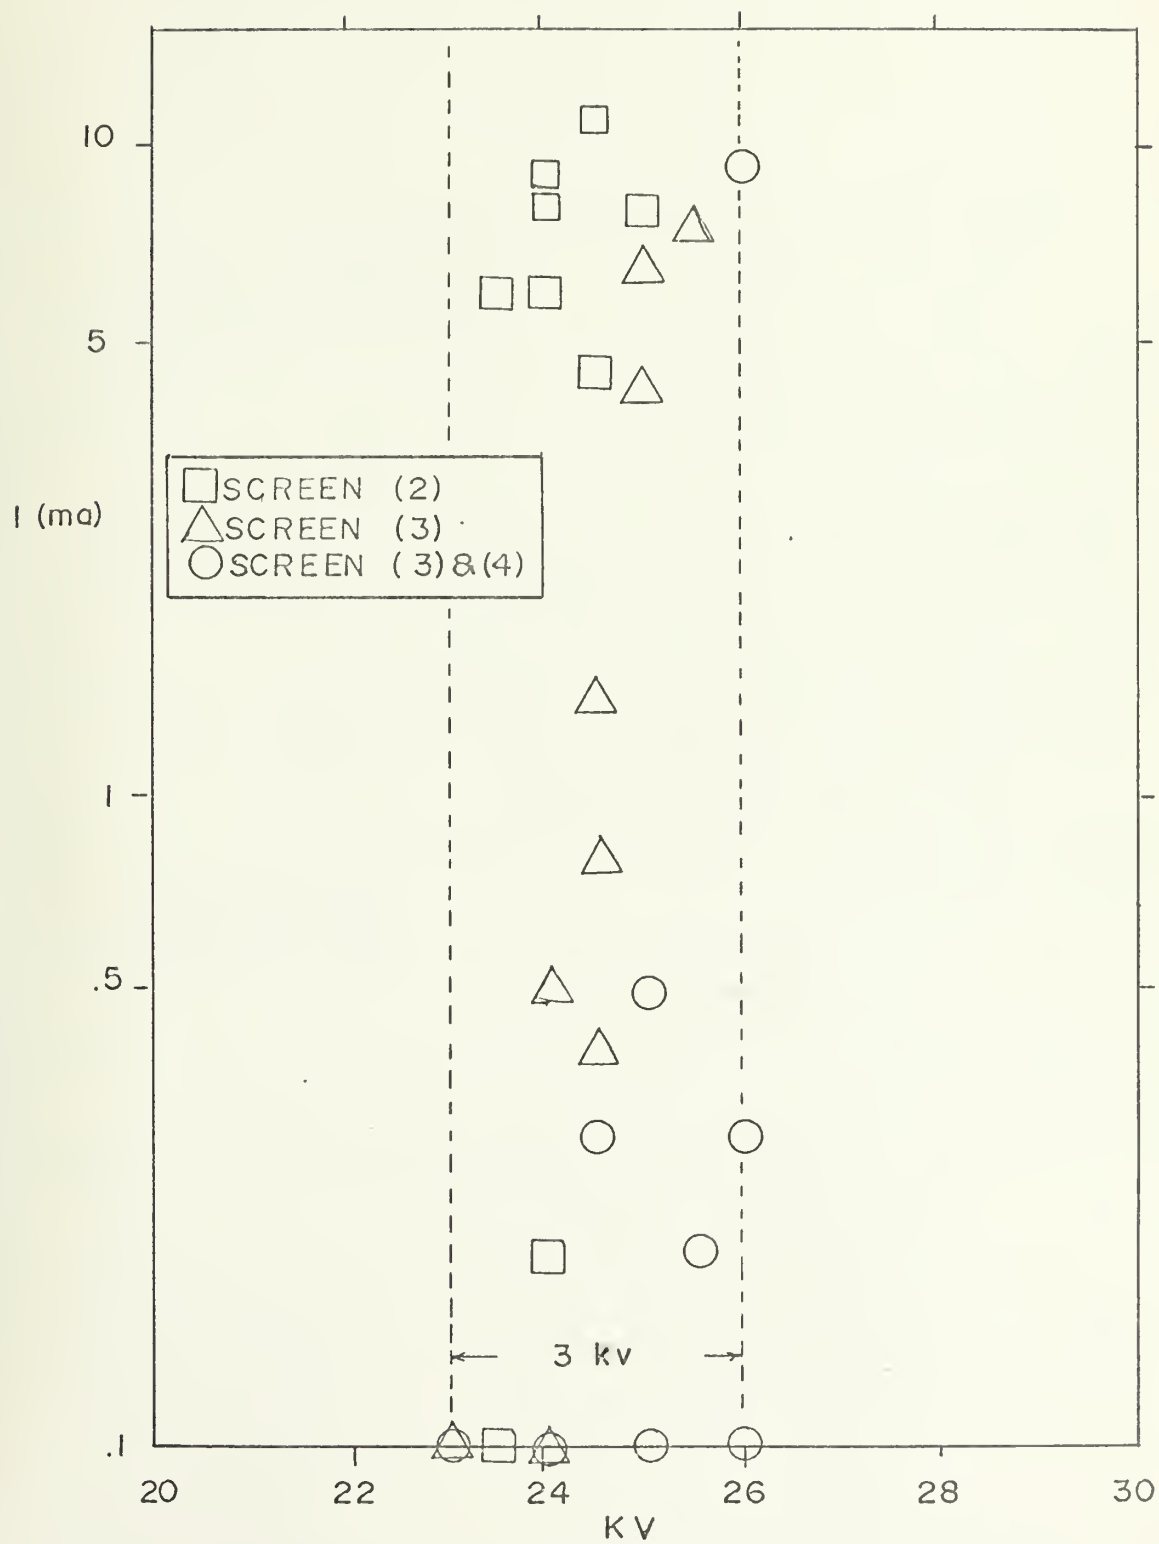 10
5
I (ma)
1
.5
.1
SCREEN (2)
SCREEN (3)
SCREEN (3)&(4)
3 kv
20 22 24 26 28 30
KV